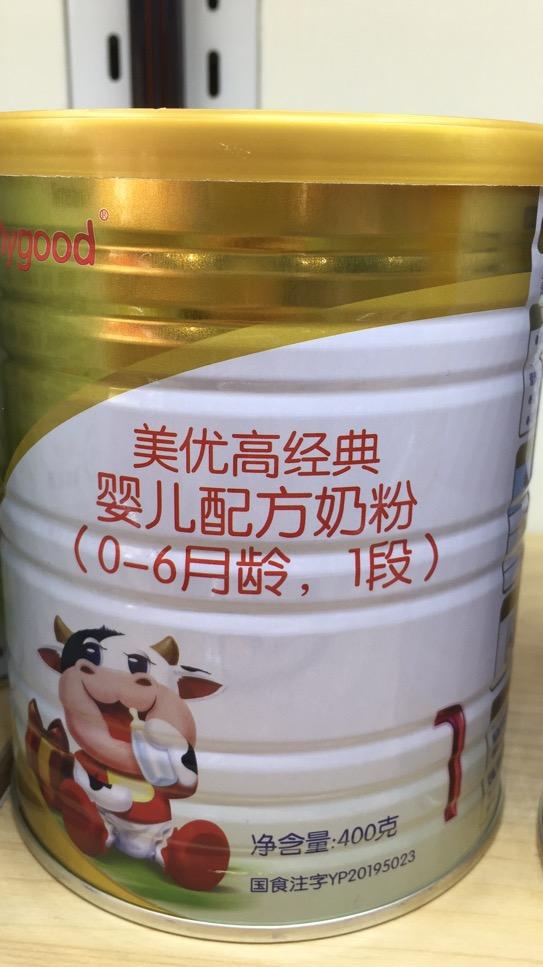 ygood®
美优高经典
婴儿配方奶粉
（0-6月龄，1段）
1
净含量:400克
国食注字YP20195023